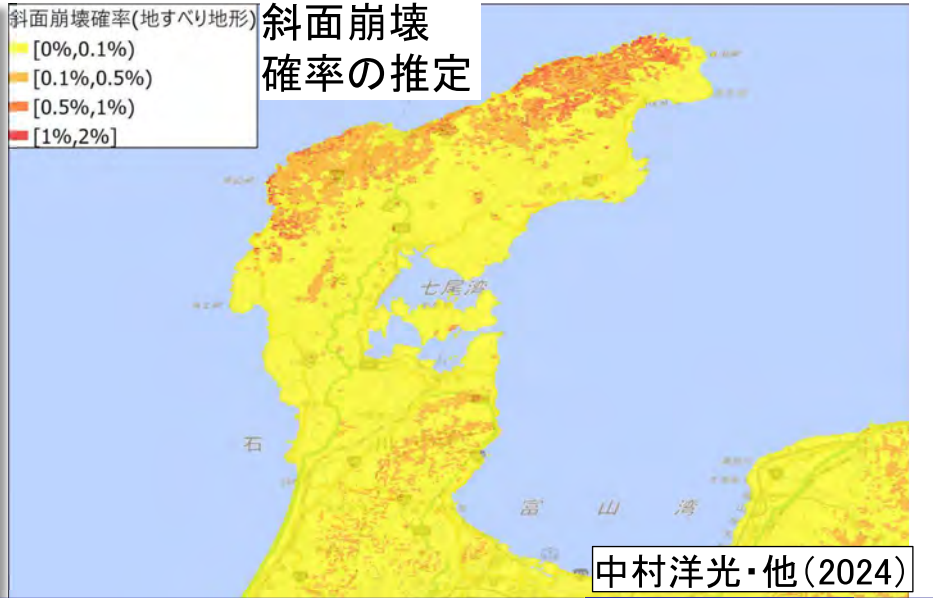 斜面崩壊確率(地すべり地形)
[0%,0.1%)
[0.1%,0.5%)
[0.5%,1%)
[1%,2%]
斜面崩壊
確率の推定
七尾湾
石 川
富 山 湾
中村洋光・他(2024)